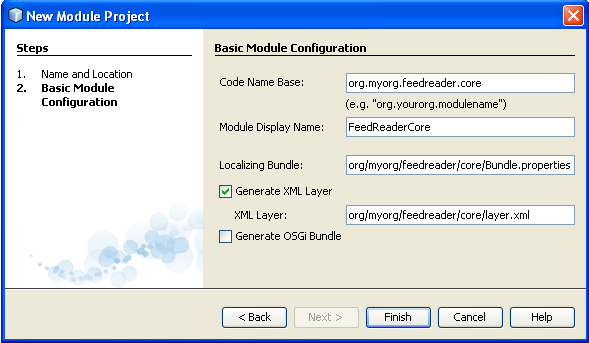 New Module Project
Steps
1. Name and Location
2. Basic Module
Configuration
Basic Module Configuration
Code Name Base: org.myorg.feedreader.core
(e.g. "org.yourorg.modulename")
Module Display Name: FeedReaderCore
Localizing Bundle: org/myorg/feedreader/core/Bundle.properties
Generate XML Layer
XML Layer: org/myorg/feedreader/core/layer.xml
Generate OSGi Bundle
< Back Next > Finish Cancel Help